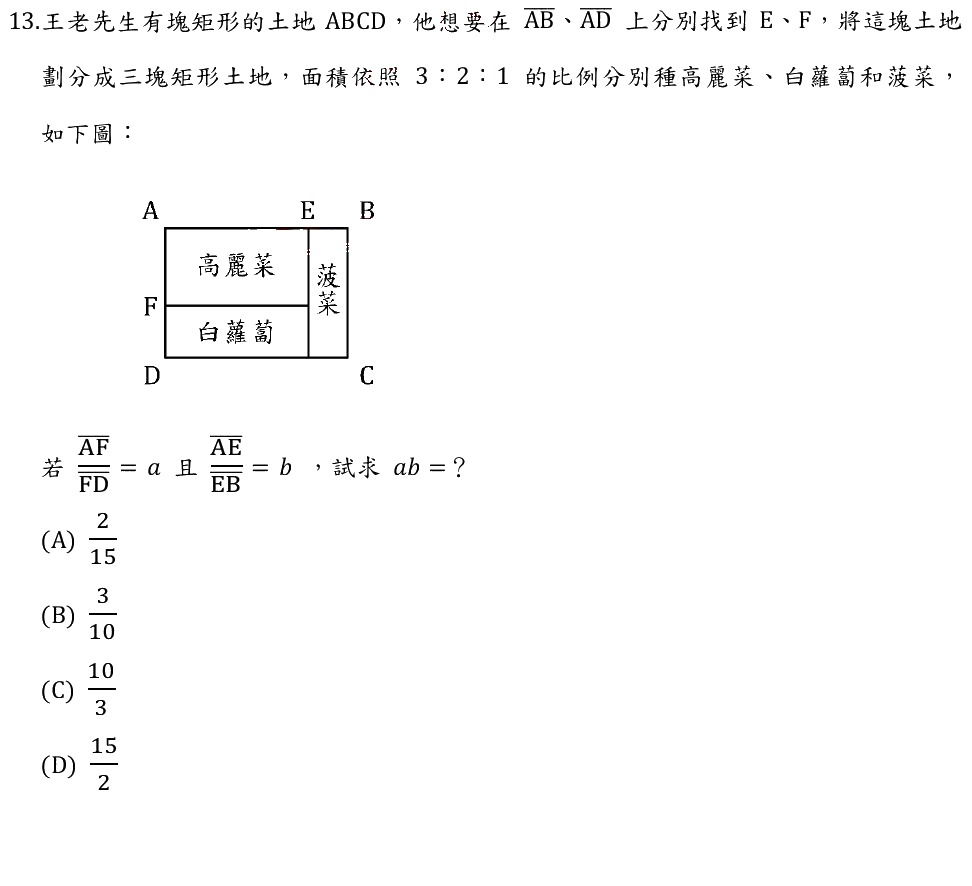 13.王老先生有塊矩形的土地 ABCD，他想要在 AB、AD 上分別找到 E、F，將這塊土地
劃分成三塊矩形土地，面積依照 3：2：1 的比例分別種高麗菜、白蘿蔔和菠菜，
如下圖：
A E B
高麗菜
菠菜
F
白蘿蔔
D C
若 AF/FD = a 且 AE/EB = b ，試求 ab =？
(A) 2/15
(B) 3/10
(C) 10/3
(D) 15/2